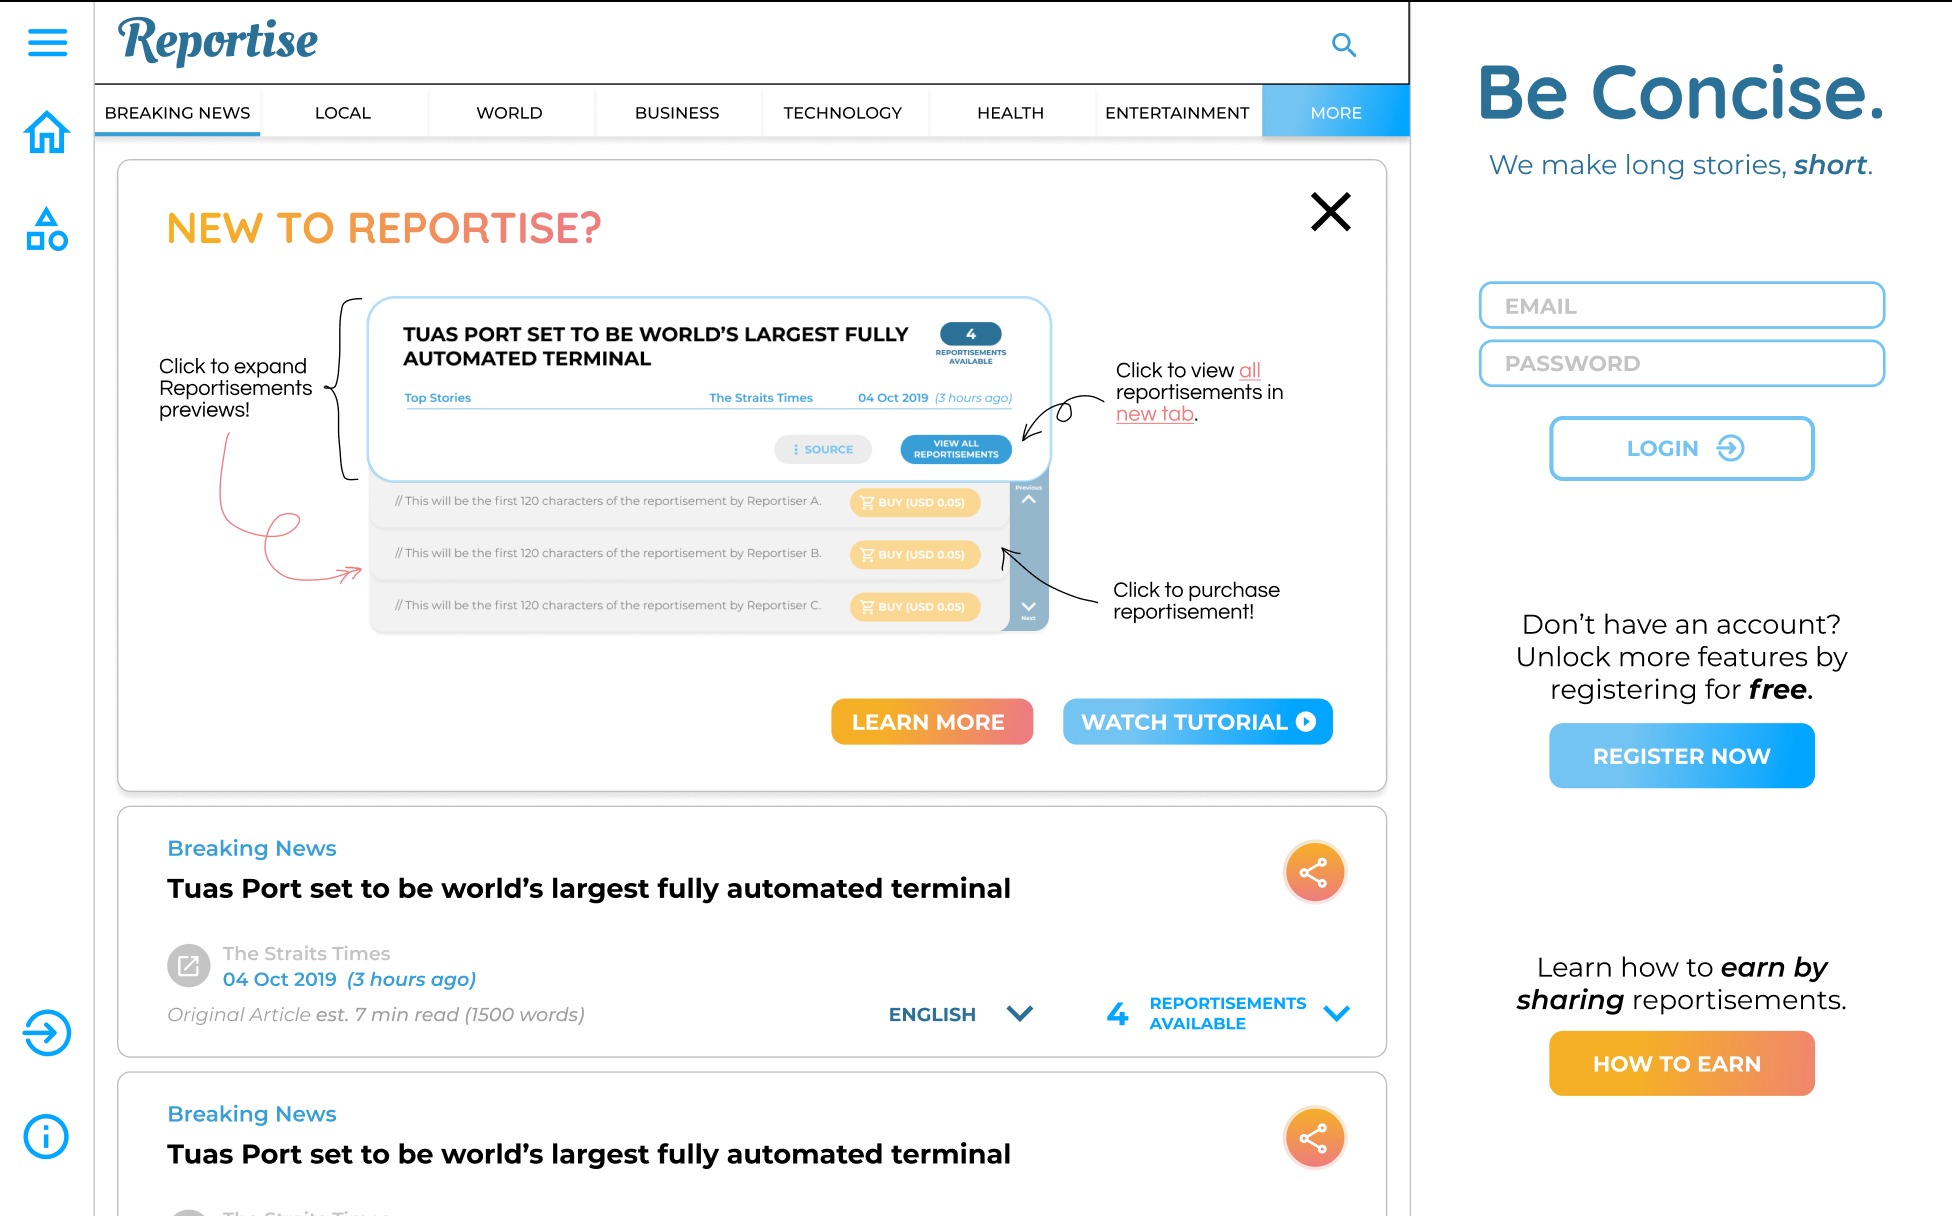 Reportise
BREAKING NEWS
LOCAL
WORLD
BUSINESS
TECHNOLOGY
HEALTH
ENTERTAINMENT
MORE
NEW TO REPORTISE?
Click to expand
Reportisements
previews!
TUAS PORT SET TO BE WORLD'S LARGEST FULLY
AUTOMATED TERMINAL
4
REPORTISEMENTS
AVAILABLE
Top Stories
The Straits Times
04 Oct 2019 (3 hours ago)
SOURCE
VIEW ALL
REPORTISEMENTS
Click to view all
reportisements in
new tab.
// This will be the first 120 characters of the reportisement by Reportiser A.
BUY (USD 0.05)
Previous
// This will be the first 120 characters of the reportisement by Reportiser B.
BUY (USD 0.05)
// This will be the first 120 characters of the reportisement by Reportiser C.
BUY (USD 0.05)
Next
Click to purchase
reportisement!
LEARN MORE
WATCH TUTORIAL
Breaking News
Tuas Port set to be world's largest fully automated terminal
The Straits Times
04 Oct 2019 (3 hours ago)
Original Article est. 7 min read (1500 words)
ENGLISH
4
REPORTISEMENTS
AVAILABLE
Breaking News
Tuas Port set to be world's largest fully automated terminal
The Straits Times
Be Concise.
We make long stories, short.
EMAIL
PASSWORD
LOGIN
Don't have an account?
Unlock more features by
registering for free.
REGISTER NOW
Learn how to earn by
sharing reportisements.
HOW TO EARN